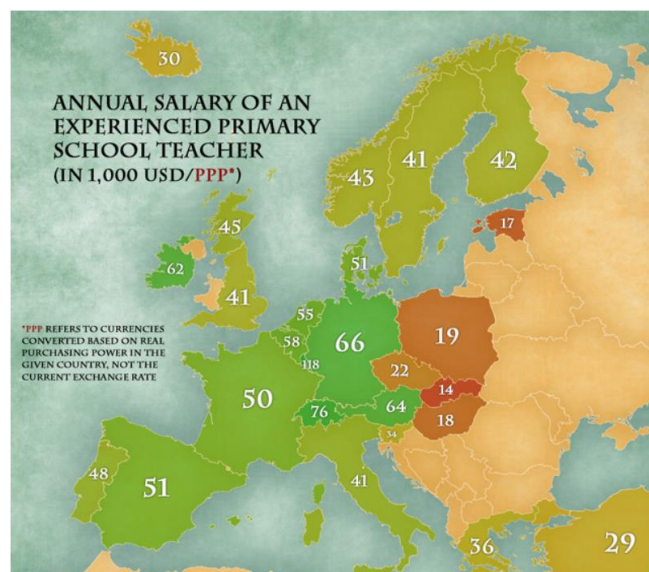 30
ANNUAL SALARY OF AN
EXPERIENCED PRIMARY
SCHOOL TEACHER
(IN 1,000 USD/PPP*)
43
41
42
17
45
62
41
51
*PPP REFERS TO CURRENCIES
CONVERTED BASED ON REAL
PURCHASING POWER IN THE
GIVEN COUNTRY, NOT THE
CURRENT EXCHANGE RATE
55
58
118
66
19
22
14
50
76
64
18
34
48
51
41
36
29